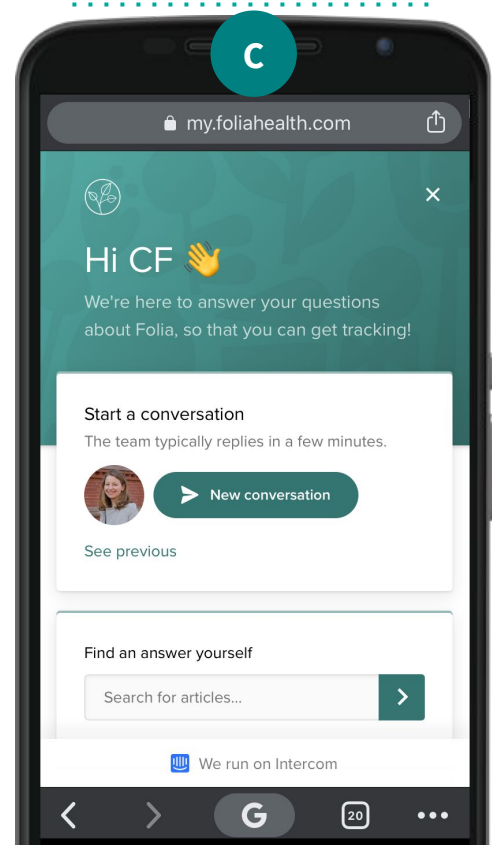 C
my.foliahealth.com
Hi CF 👋
We're here to answer your questions
about Folia, so that you can get tracking!
Start a conversation
The team typically replies in a few minutes.
New conversation
See previous
Find an answer yourself
Search for articles...
We run on Intercom
G
20